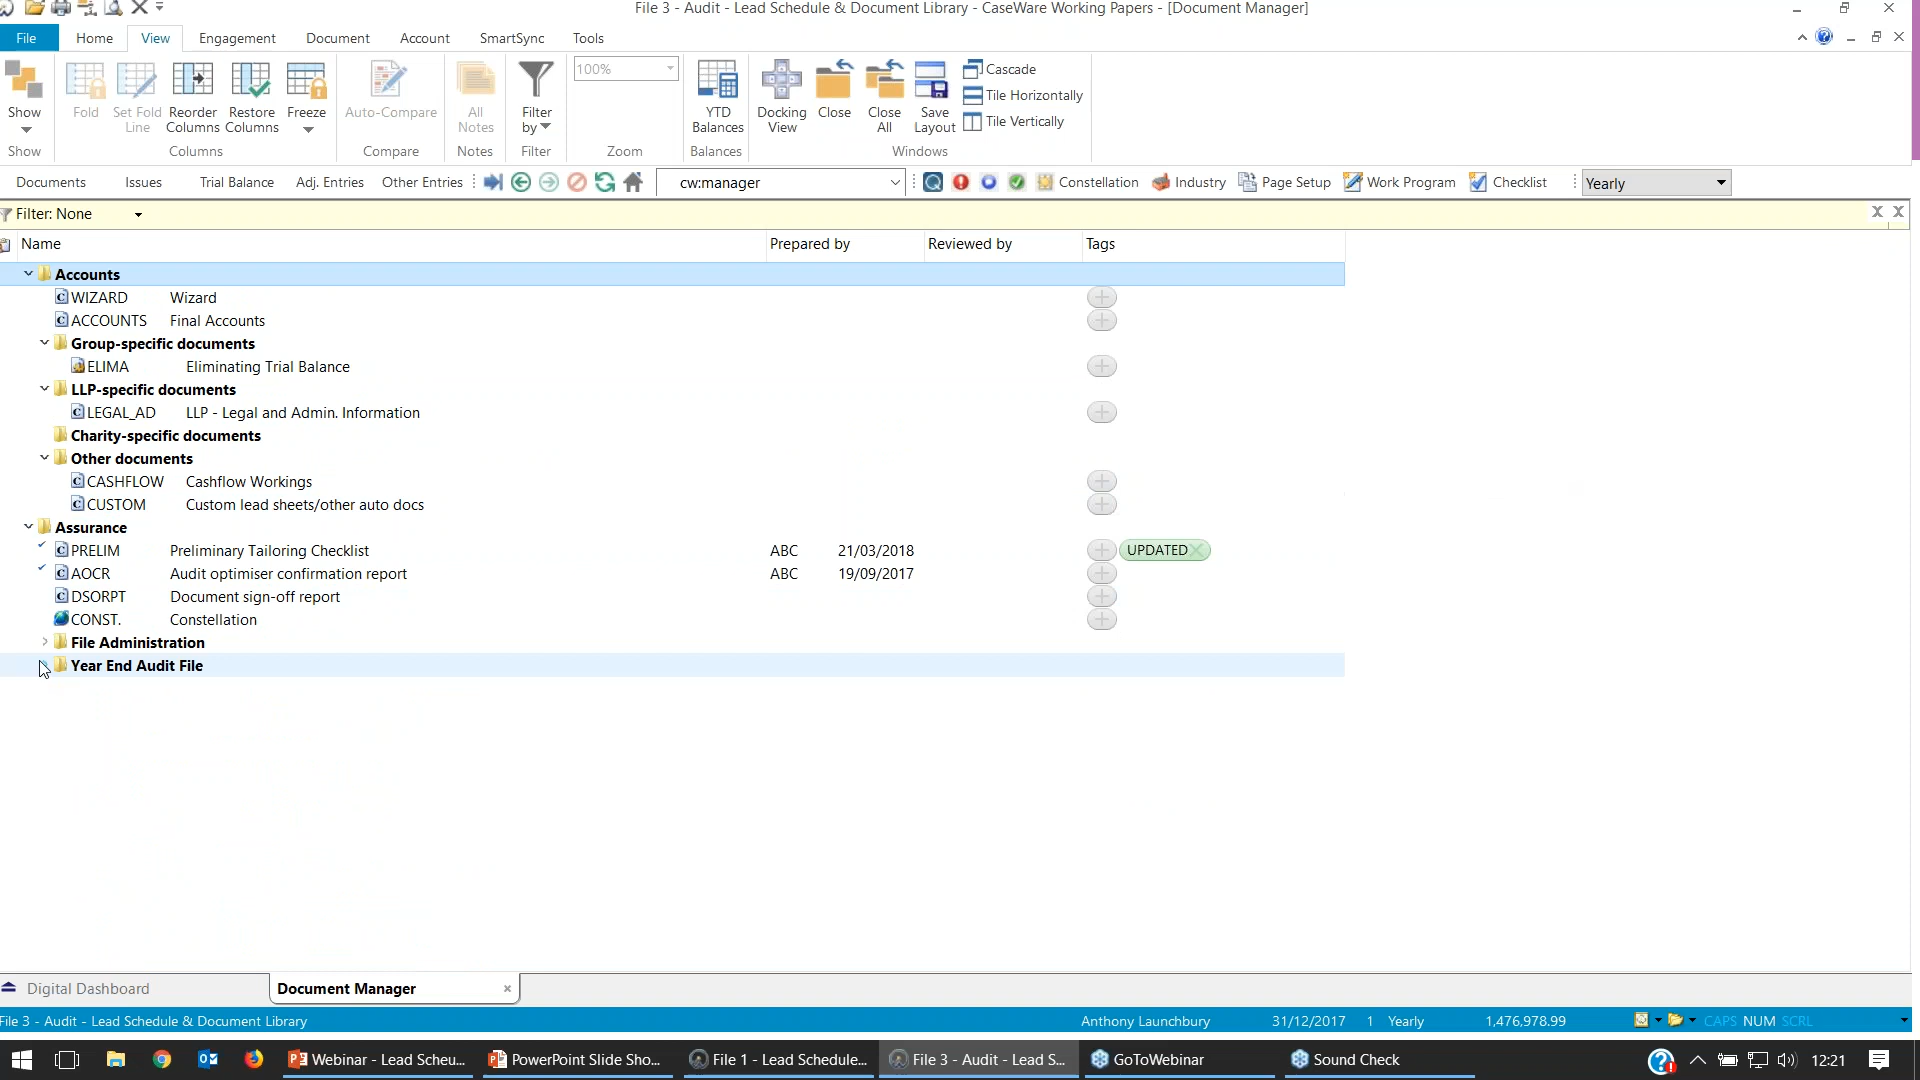 File 3 - Audit - Lead Schedule & Document Library - CaseWare Working Papers - [Document Manager]
File Home View Engagement Document Account SmartSync Tools
Show Fold Set Fold Line Reorder Columns Restore Columns Freeze Auto-Compare All Notes Filter by 100% YTD Balances Docking View Close Close All Save Layout Cascade
Tile Horizontally
Tile Vertically
Show Columns Compare Notes Filter Zoom Balances Windows
Documents Issues Trial Balance Adj. Entries Other Entries cw:manager Constellation Industry Page Setup Work Program Checklist Yearly
Filter: None X X
Name Prepared by Reviewed by Tags
Accounts
WIZARD Wizard
ACCOUNTS Final Accounts
Group-specific documents
ELIMA Eliminating Trial Balance
LLP-specific documents
LEGAL_AD LLP - Legal and Admin. Information
Charity-specific documents
Other documents
CASHFLOW Cashflow Workings
CUSTOM Custom lead sheets/other auto docs
Assurance
PRELIM Preliminary Tailoring Checklist ABC 21/03/2018 UPDATED
AOCR Audit optimiser confirmation report ABC 19/09/2017
DSORPT Document sign-off report
CONST. Constellation
File Administration
Year End Audit File
Digital Dashboard Document Manager
File 3 - Audit - Lead Schedule & Document Library Anthony Launchbury 31/12/2017 1 Yearly 1,476,978.99 CAPS NUM SCRL
Webinar - Lead Scheu... PowerPoint Slide Sho... File 1 - Lead Schedule... File 3 - Audit - Lead S... GoToWebinar Sound Check 12:21